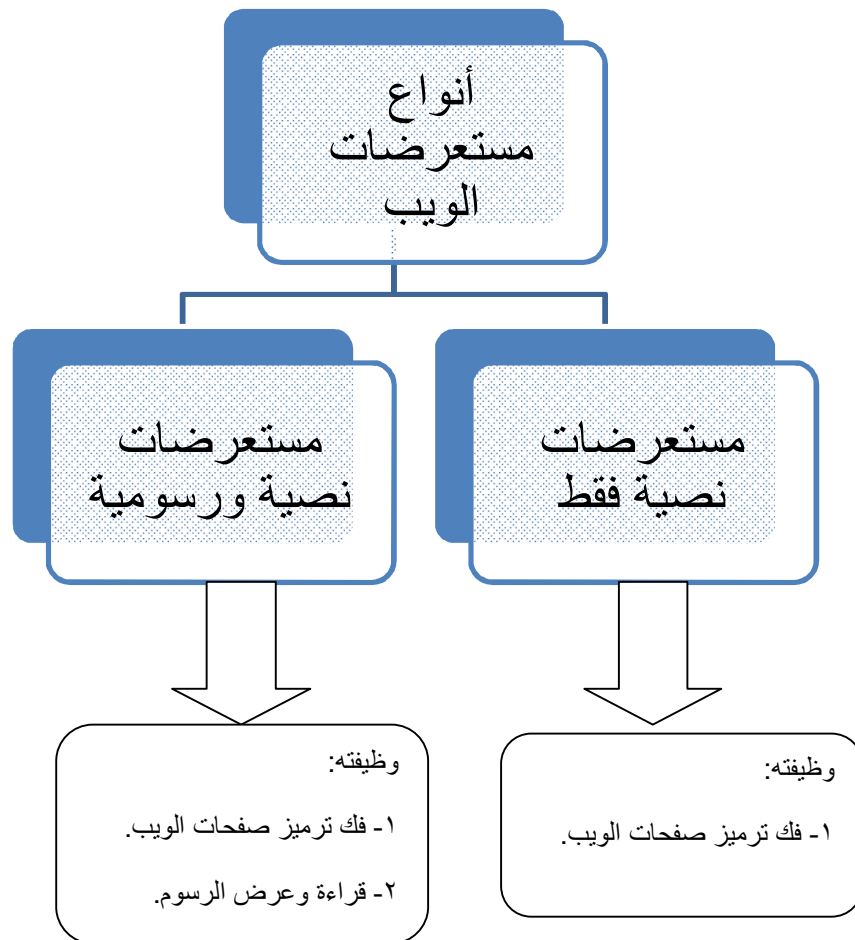 أنواع
مستعرضات
الويب
مستعرضات
نصية فقط
مستعرضات
نصية ورسومية
وظيفته:
١- فك ترميز صفحات الويب.
وظيفته:
١- فك ترميز صفحات الويب.
٢- قراءة وعرض الرسوم.